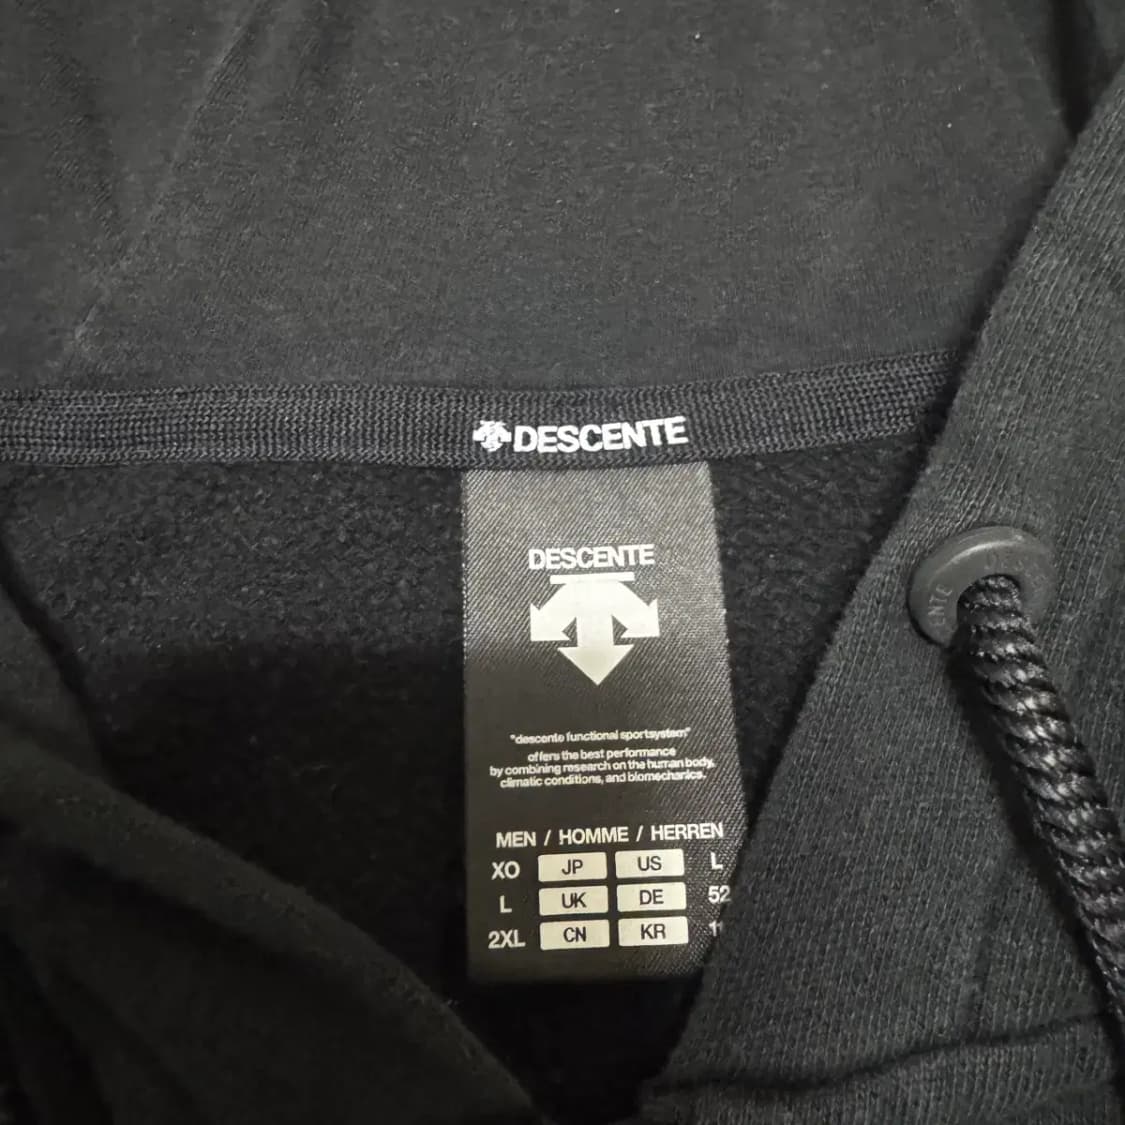 DESCENTE
DESCENTE
"descente functional sportsystem"
offers the best performance
by combining research on the human body,
climatic conditions, and biomechanics.
MEN / HOMME / HERREN
XO JP US L
L UK DE 52
2XL CN KR